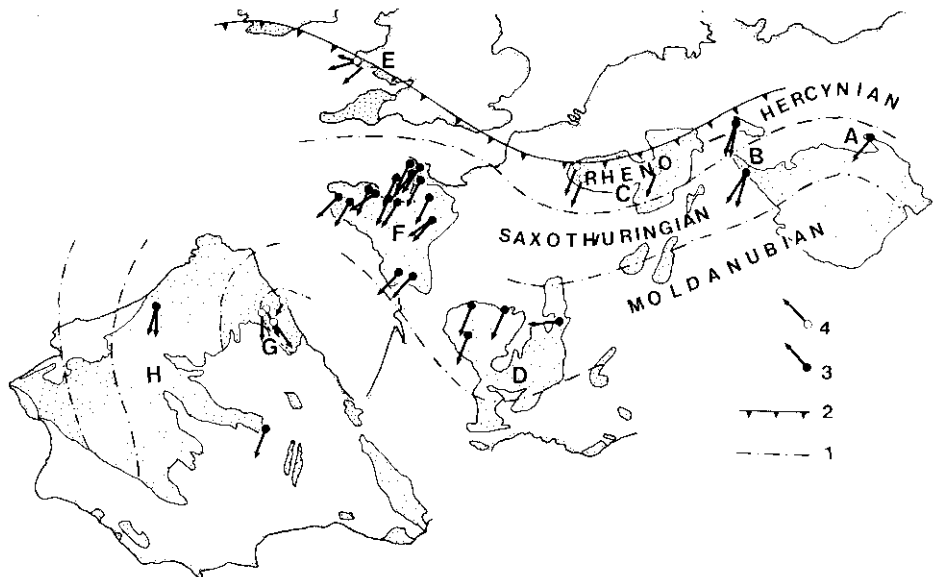 E
HERCYNIAN
A
B
RHENO
C
F
SAXOTHURINGIAN
MOLDANUBIAN
4
G
H
D
3
2
1